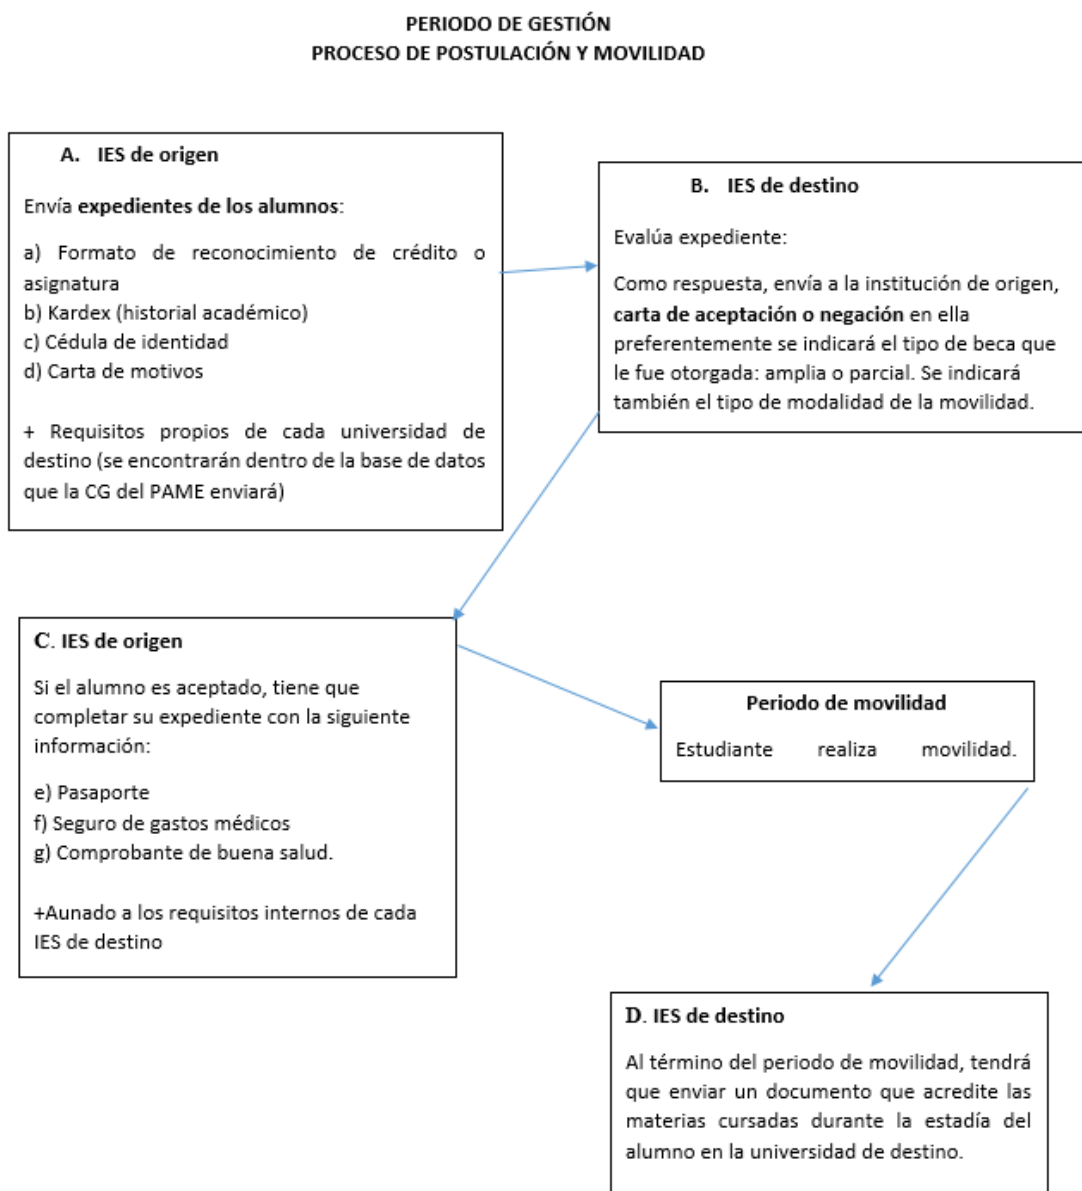 PERIODO DE GESTIÓN
PROCESO DE POSTULACIÓN Y MOVILIDAD
A. IES de origen
Envía expedientes de los alumnos:
a) Formato de reconocimiento de crédito o
asignatura
b) Kardex (historial académico)
c) Cédula de identidad
d) Carta de motivos
+ Requisitos propios de cada universidad de
destino (se encontrarán dentro de la base de datos
que la CG del PAME enviará)
B. IES de destino
Evalúa expediente:
Como respuesta, envía a la institución de origen,
carta de aceptación o negación en ella
preferentemente se indicará el tipo de beca que
le fue otorgada: amplia o parcial. Se indicará
también el tipo de modalidad de la movilidad.
C. IES de origen
Si el alumno es aceptado, tiene que
completar su expediente con la siguiente
información:
e) Pasaporte
f) Seguro de gastos médicos
g) Comprobante de buena salud.
+Aunado a los requisitos internos de cada
IES de destino
Periodo de movilidad
Estudiante realiza movilidad.
D. IES de destino
Al término del periodo de movilidad, tendrá
que enviar un documento que acredite las
materias cursadas durante la estadía del
alumno en la universidad de destino.